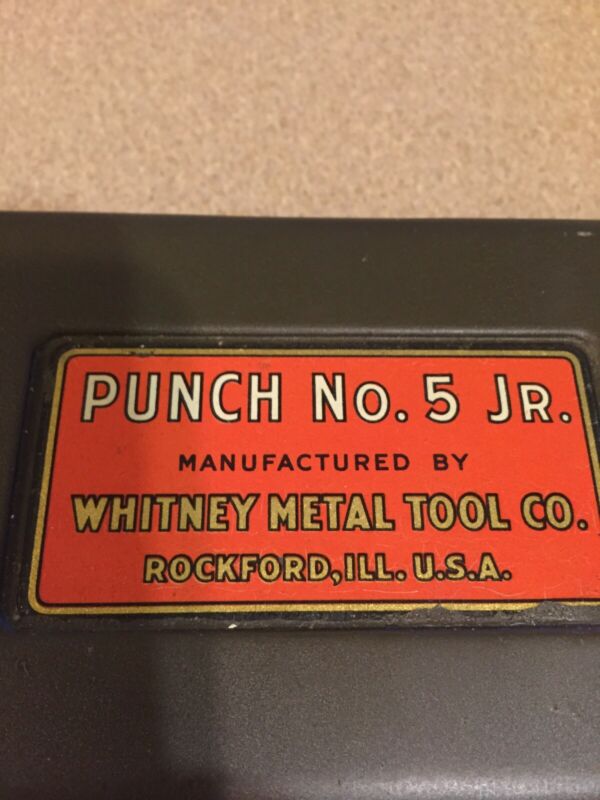 PUNCH NO. 5 JR.
MANUFACTURED BY
WHITNEY METAL TOOL CO.
ROCKFORD, ILL. U.S.A.